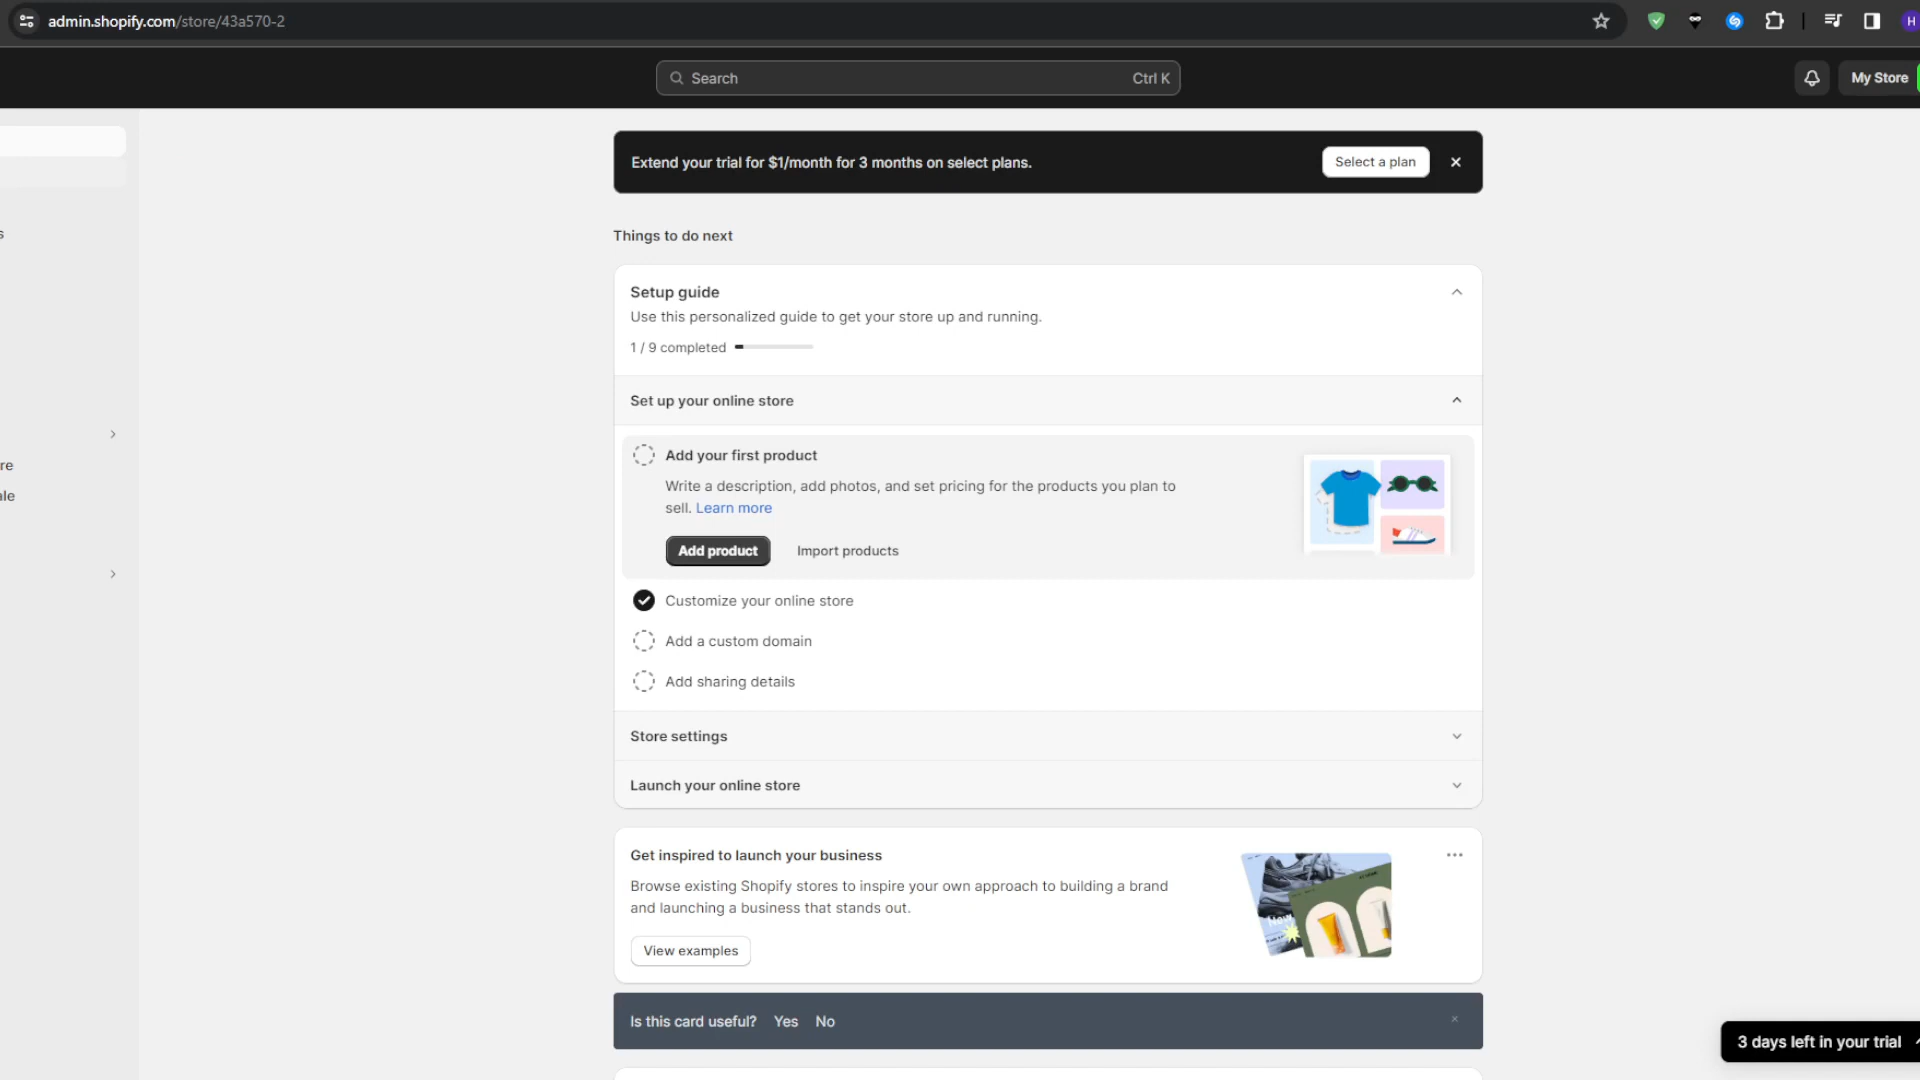 admin.shopify.com/store/43a570-2
H
Search
Ctrl K
My Store
Extend your trial for $1/month for 3 months on select plans.
Select a plan
Things to do next
Setup guide
Use this personalized guide to get your store up and running.
1 / 9 completed
Set up your online store
s
re
ale
Add your first product
Write a description, add photos, and set pricing for the products you plan to
sell. Learn more
Add product
Import products
Customize your online store
Add a custom domain
Add sharing details
Store settings
Launch your online store
Get inspired to launch your business
Browse existing Shopify stores to inspire your own approach to building a brand
and launching a business that stands out.
View examples
Is this card useful? Yes No
3 days left in your trial